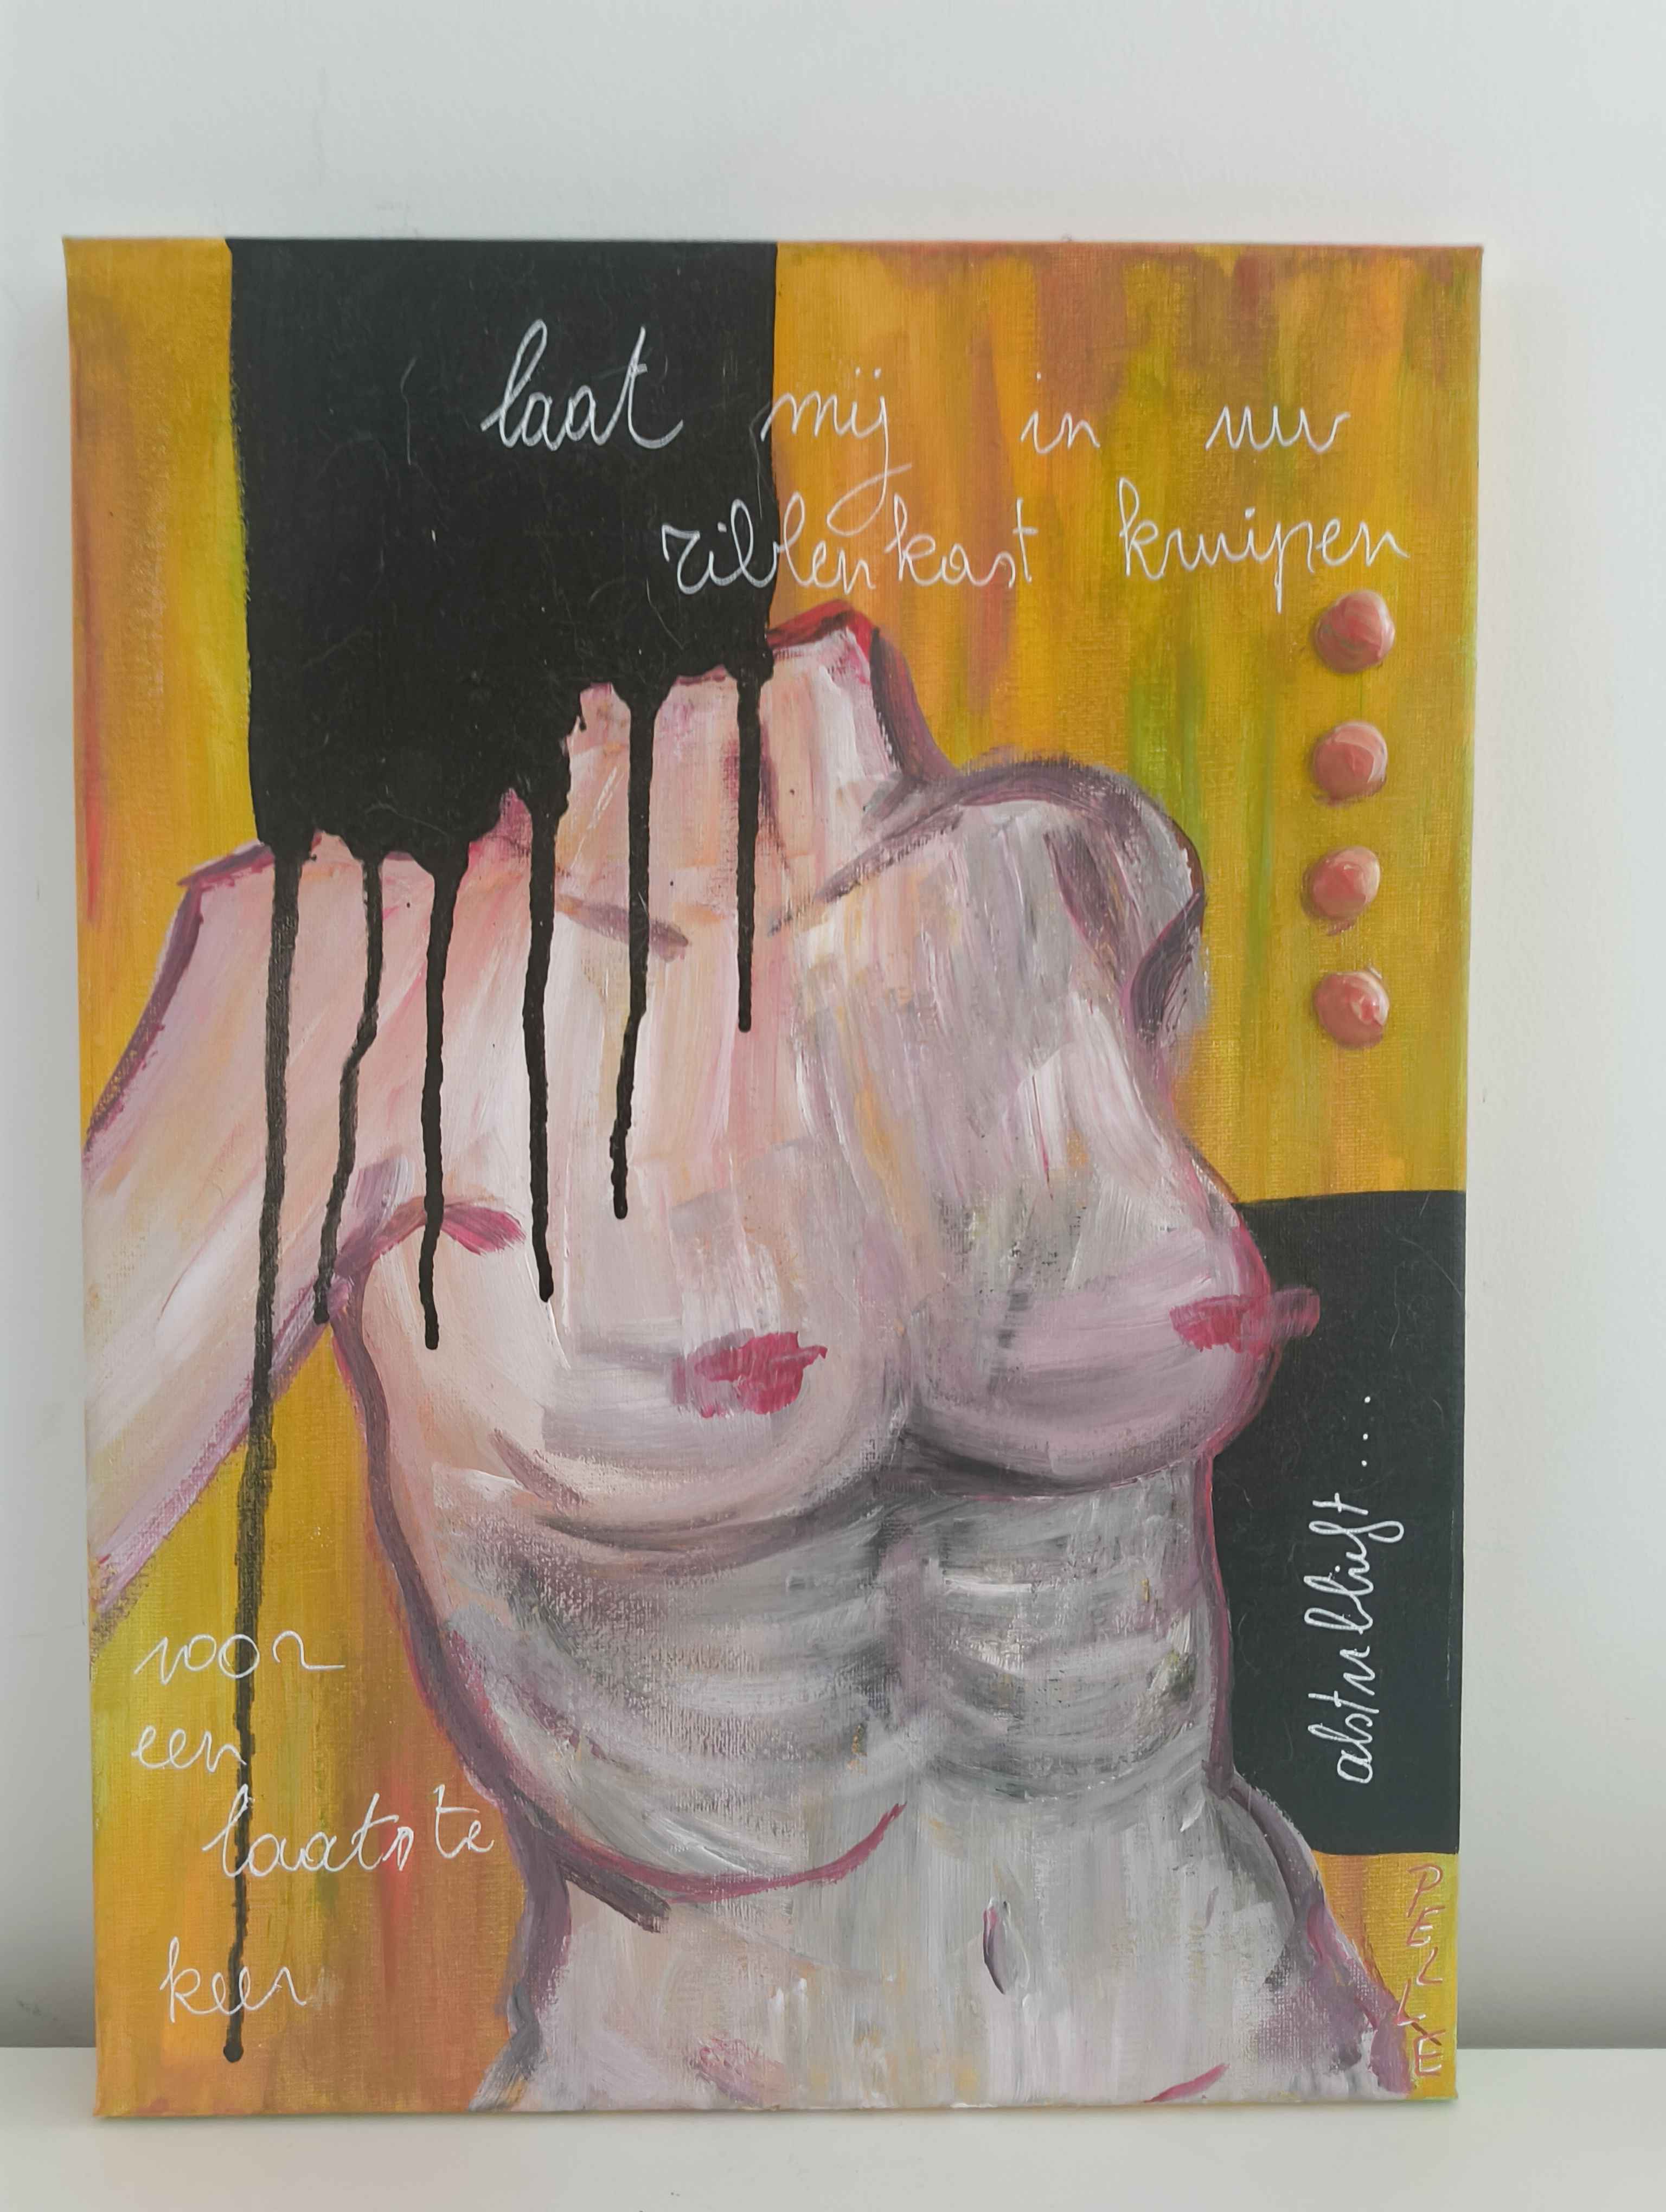 laat mij in uw
ribbenkast kruipen
voor
een
laatste
keer
alstublieft....
PELLE